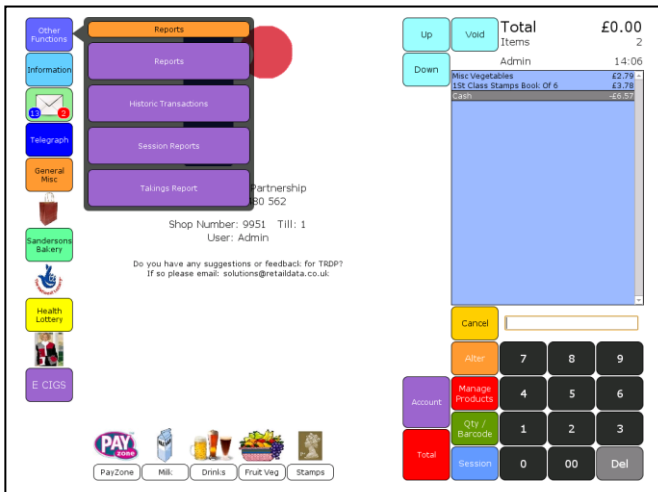 Other
Functions
Information
13
2
Telegraph
General
Misc
Sandersons
Bakery
Health
Lottery
E CIGS
Reports
Reports
Historic Transactions
Session Reports
Takings Report
Partnership
80 562
Shop Number: 9951 Till: 1
User: Admin
Do you have any suggestions or feedback for TRDP?
If so please email: solutions@retaildata.co.uk
PAY
zone
PayZone
Milk
Drinks
Fruit Veg
Stamps
Up
Void
Down
Total £0.00
Items 2
Admin 14:06
Misc Vegetables £2.79
1St Class Stamps Book Of 6 £3.78
Cash -£6.57
Cancel
Alter
7
8
9
Account
Manage
Products
4
5
6
Qty /
Barcode
1
2
3
Total
Session
0
00
Del